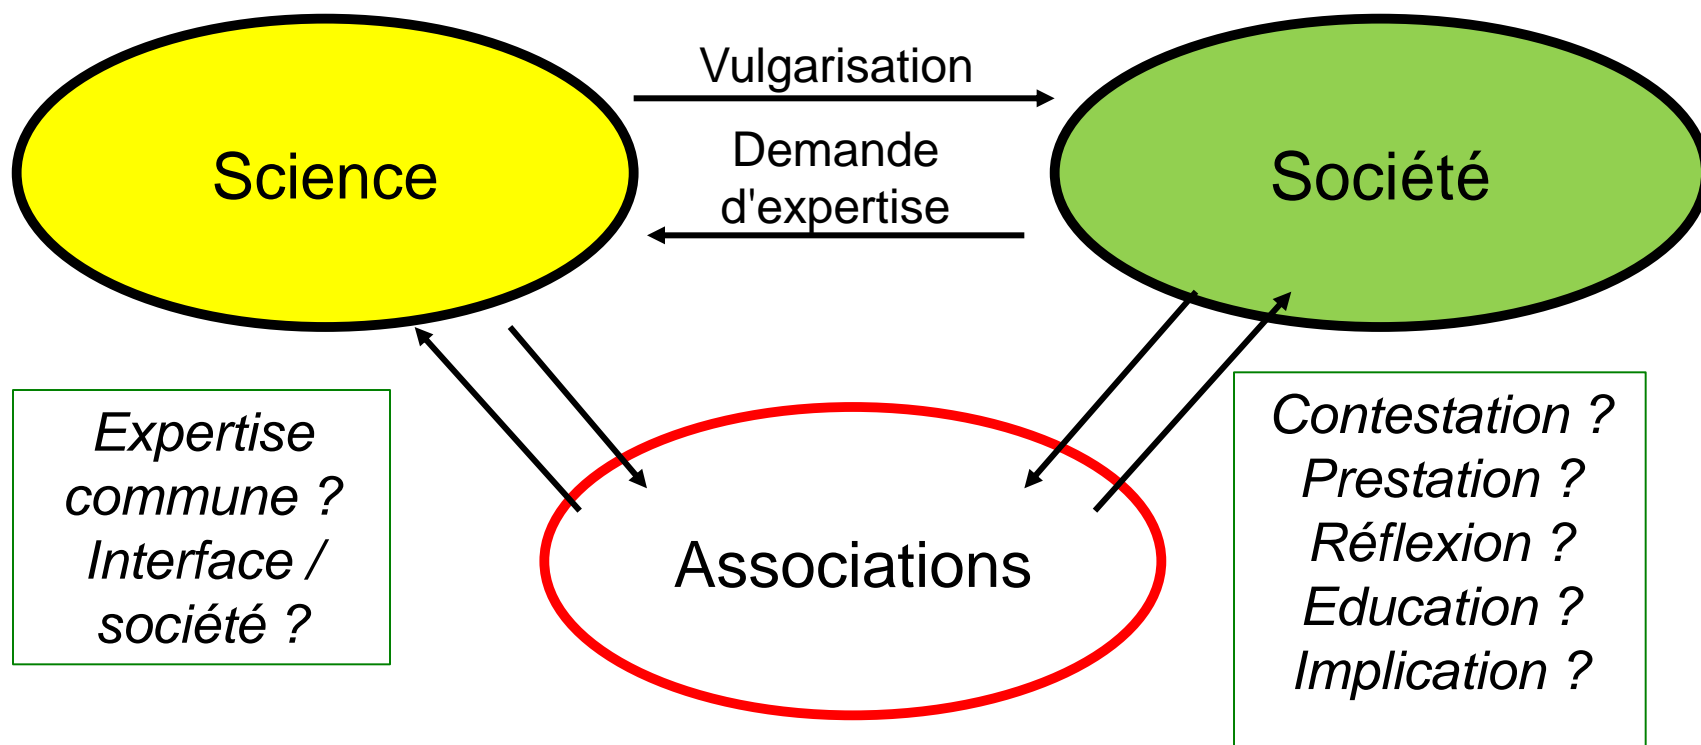 Vulgarisation
Science
Demande
d'expertise
Société
Expertise
commune ?
Interface /
société ?
Associations
Contestation ?
Prestation ?
Réflexion ?
Education ?
Implication ?